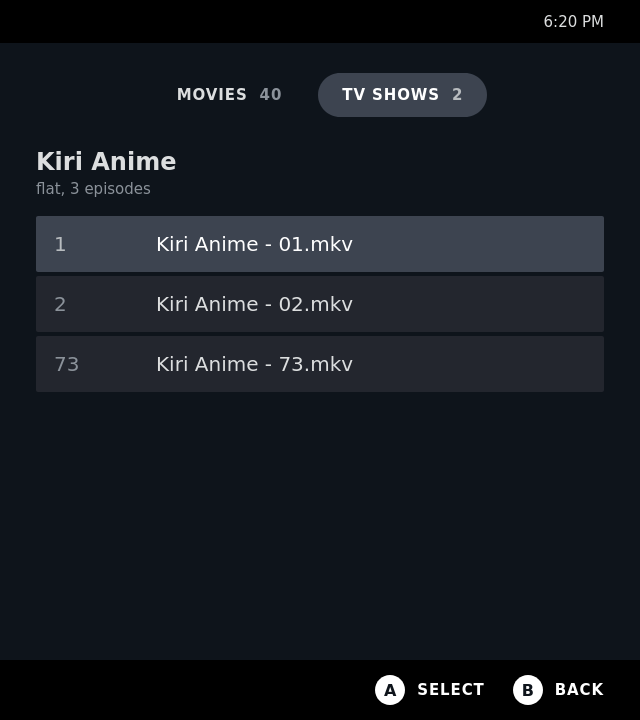 6:20 PM
MOVIES 40 TV SHOWS 2
Kiri Anime
flat, 3 episodes
1 Kiri Anime - 01.mkv
2 Kiri Anime - 02.mkv
73 Kiri Anime - 73.mkv
A SELECT B BACK